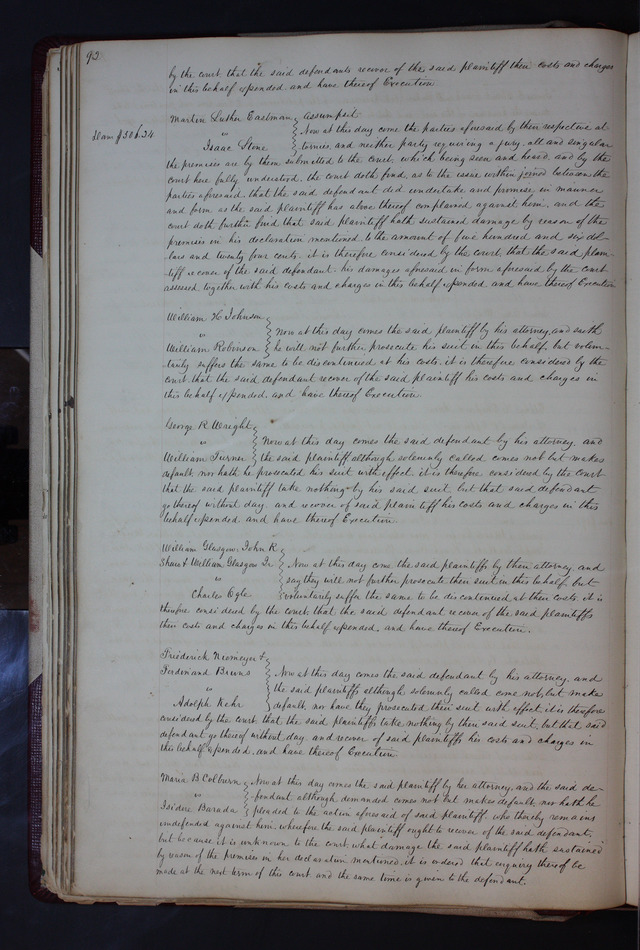 92
by the court that the said defendants recover of the said plaintiff their costs and charges
in this behalf expended, and have thereof Execution
Martin Luther Eastman } Assumpsit
vs } Now at this day come the parties aforesaid by their respective at
Dam $506.24
Isaac Stone } tornies, and neither party requiring a jury, all and singular
the premises are by them submitted to the court, which being seen and heard, and by the
court here fully understood, the court doth find, as to the issue within joined between the
parties aforesaid, that the said defendant did undertake and promise in manner
and form as the said plaintiff has above thereof complained against him, and the
court doth further find that said plaintiff hath sustained damage by reason of the
premises in his declaration mentioned to the amount of five hundred and six dol-
lars and twenty four cents. it is therefore considered by the court that the said plain-
tiff recover of the said defendant his damages aforesaid in form aforesaid by the court
assessed, together with his costs and charges in this behalf expended, and have thereof Execution
William H Johnson
vs } Now at this day comes the said plaintiff by his attorney, and saith
William Robinson } he will not further prosecute his suit in this behalf, but volun-
tarily suffers the same to be discontinued at his costs. it is therefore considered by the
court that the said defendant recover of the said plaintiff his costs and charges in
this behalf expended, and have thereof Execution.
George R Wright
vs } Now at this day comes the said defendant by his attorney, and
William Turner } the said plaintiff although solemnly called comes not but makes
default, nor hath he prosecuted his suit with effect. it is therefore considered by the court
that the said plaintiff take nothing by his said suit, but that said defendant
go thereof without day, and recover of said plaintiff his costs and charges in this
behalf expended and have thereof Execution
William Glasgow, John R
Shaw & William Glasgow Jr } Now at this day come the said plaintiffs by their attorney and
vs } say they will not further prosecute their suit in this behalf but
Charles Ogle } voluntarily suffer the same to be discontinued at their costs. it is
therefore considered by the court that the said defendant recover of the said plaintiffs
their costs and charges in this behalf expended, and have thereof Execution.
Friederick Niemeyer &
Ferdinand Bruns } Now at this day comes the said defendant by his attorney, and
vs } the said plaintiffs although solemnly called come not, but make
Adolph Kehr } default, no have they prosecuted their suit with effect. it is therefore
considered by the court that the said plaintiffs take nothing by their said suit, but that said
defendant go thereof without day and recover of said plaintiffs his costs and charges in
this behalf expended, and have thereof Execution
Maria B Colburn } Now at this day comes the said plaintiff by her attorney, and the said de-
vs } fendant although demanded comes not but makes default, nor hath he
Isidore Barada } pleaded to the action aforesaid of said plaintiff, who thereby remains
undefended against him. wherefore the said plaintiff ought to recover of the said defendant,
but because it is unknown to the court, what damage the said plaintiff hath sustained
by reason of the premises in her declaration mentioned, it is ordered that enquiry thereof be
made at the next term of this court and the same time is given to the defendant.